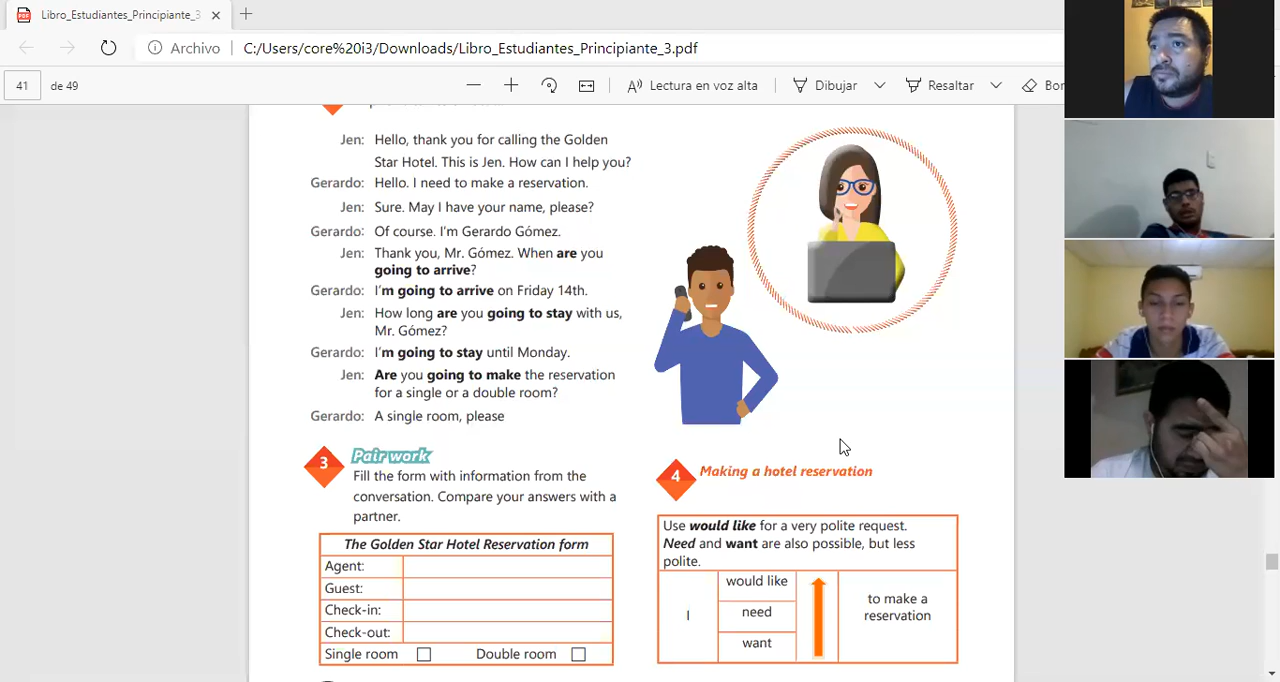 Libro_Estudiantes_Principiante_3
Archivo
C:/Users/core%20i3/Downloads/Libro_Estudiantes_Principiante_3.pdf
41
de 49
Lectura en voz alta
Dibujar
Resaltar
Bor
Jen: Hello, thank you for calling the Golden
Star Hotel. This is Jen. How can I help you?
Gerardo: Hello. I need to make a reservation.
Jen: Sure. May I have your name, please?
Gerardo: Of course. I'm Gerardo Gómez.
Jen: Thank you, Mr. Gómez. When are you
going to arrive?
Gerardo: I'm going to arrive on Friday 14th.
Jen: How long are you going to stay with us,
Mr. Gómez?
Gerardo: I'm going to stay until Monday.
Jen: Are you going to make the reservation
for a single or a double room?
Gerardo: A single room, please
3
Pair work
Fill the form with information from the
conversation. Compare your answers with a
partner.
The Golden Star Hotel Reservation form
Agent:
Guest:
Check-in:
Check-out:
Single room Double room
4
Making a hotel reservation
Use would like for a very polite request.
Need and want are also possible, but less
polite.
I
would like
need
want
to make a
reservation